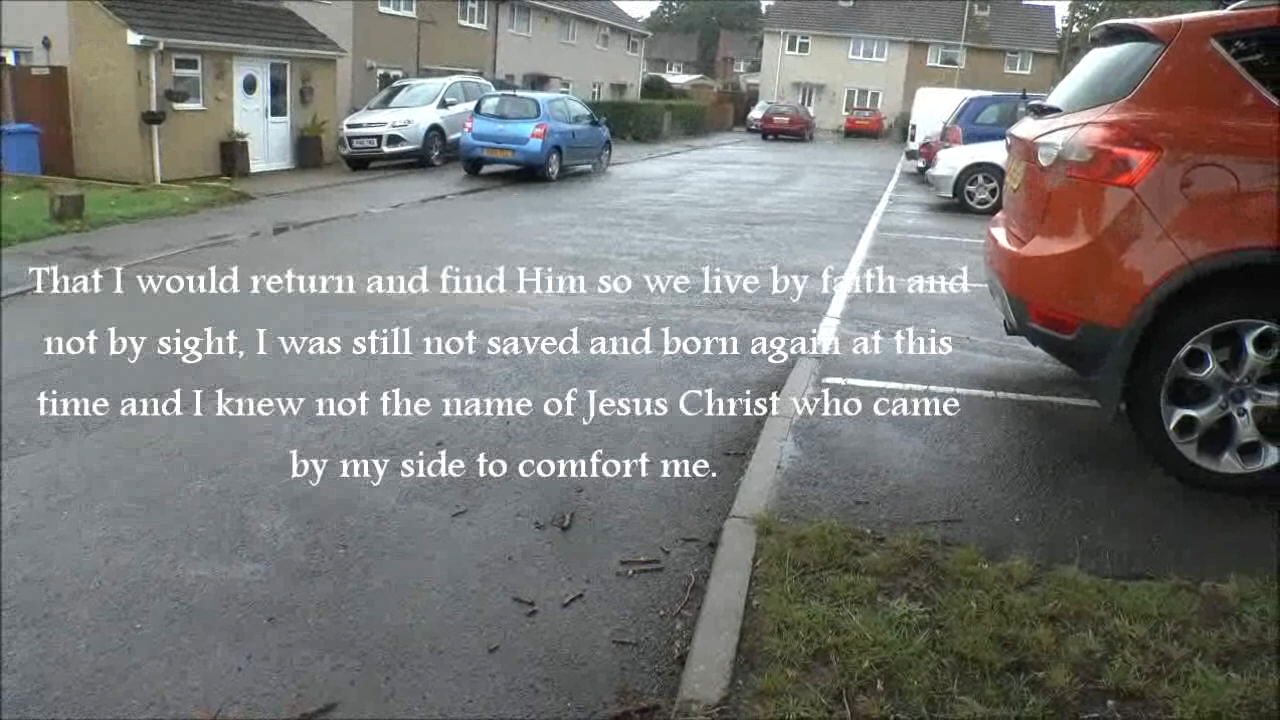 That I would return and find Him so we live by faith and
not by sight, I was still not saved and born again at this
time and I knew not the name of Jesus Christ who came
by my side to comfort me.